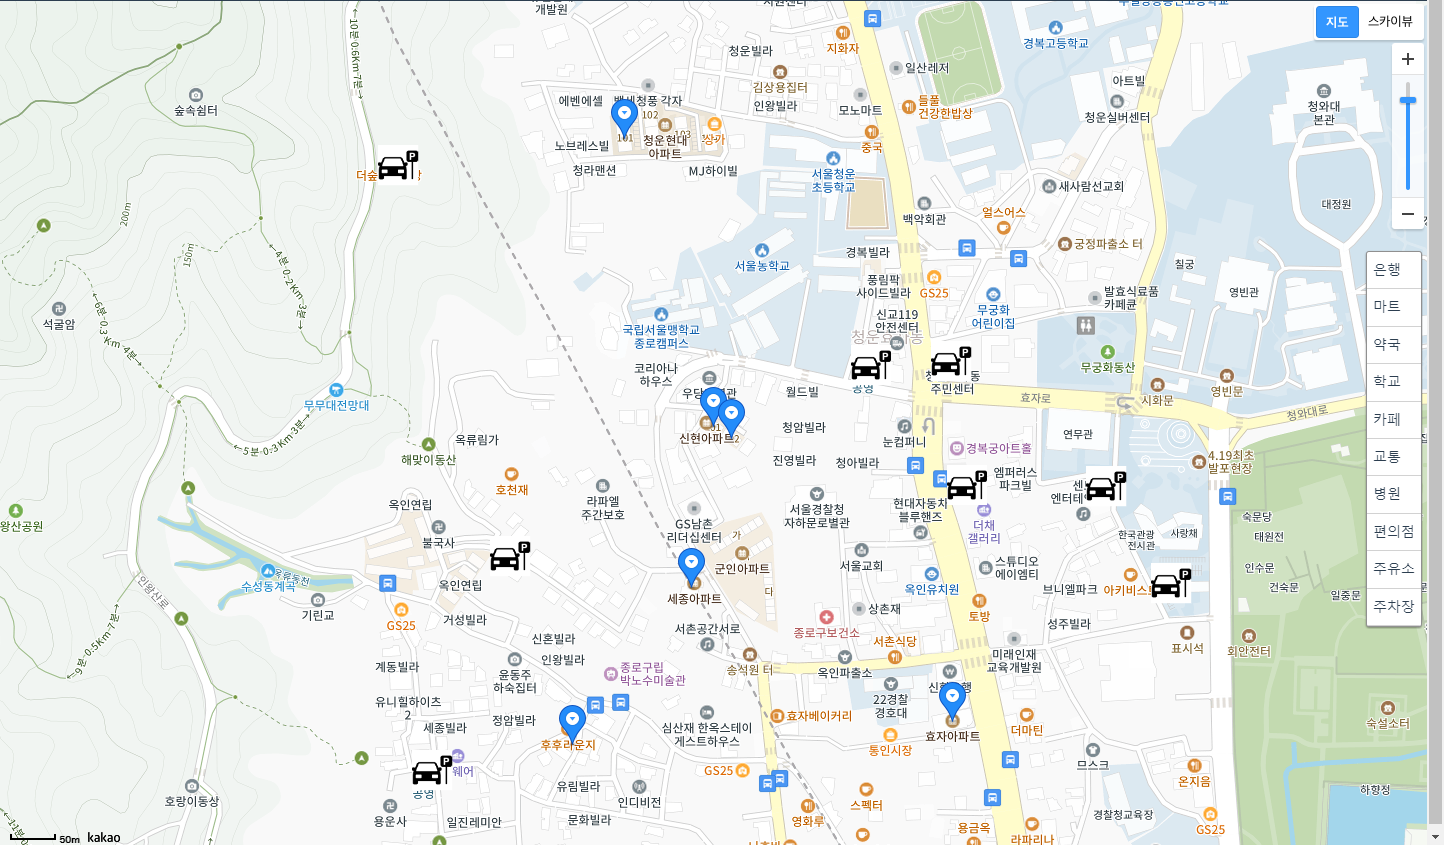 개발원
지원센터
지도
스카이뷰
10분·0.6Km·7분
지화자
경복고등학교
청운빌라
일산레저
숲속쉼터
김상용집터
에벤에셀
인왕빌라
모노마트
들풀
건강한밥상
아트빌
청운실버센터
청와대
본관
101
102
103
청운현대
아파트
상가
중국
노브레스빌
청라맨션
MJ하이빌
서울청운
초등학교
새사람선교회
200m
백악회관
얼스어스
대정원
4분·0.2Km·3분
150m
서울농학교
경복빌라
궁정파출소 터
칠궁
은행
풍림팍
사이드빌라
GS25
발효식료품
카페큔
영빈관
마트
석굴암
6분·0.3Km·4분
국립서울맹학교
종로캠퍼스
신교119
안전센터
무궁화
어린이집
약국
코리아나
하우스
무궁화동산
학교
주민센터
월드빌
효자로
시화문
영빈문
무무대전망대
청와대로
카페
5분·0.3Km·3분
신현아파트
청암빌라
눈컴퍼니
연무관
옥류림가
해맞이동산
진영빌라
청아빌라
경복궁아트홀
4.19최초
발포현장
교통
호천재
엠퍼러스
파크빌
병원
라파엘
주간보호
옥인연립
서울경찰청
자하문로별관
현대자동차
블루핸즈
숙문당
왕산공원
GS남촌
리더십센터
더채
갤러리
한국관광
전시관
사랑채
태원전
편의점
불국사
가
군인아파트
서울교회
스튜디오
에이엠티
인수문
주유소
수성동계곡
옥인연립
다
옥인유치원
브니엘파크
건숙문
일중문
인왕산로
세종아파트
기린교
상촌재
토방
주차장
GS25
거성빌라
서촌공간서로
종로구보건소
성주빌라
9분·0.5Km·7분
신혼빌라
서촌식당
표시석
회안전터
계동빌라
윤동주
하숙집터
인왕빌라
종로구립
박노수미술관
송석원 터
옥인파출소
미래인재
교육개발원
유니힐하이츠
2
22경찰
경호대
정암빌라
심산재 한옥스테이
게스트하우스
효자베이커리
더마틴
숙설소터
세종빌라
통인시장
효자아파트
GS25
므스크
온지음
유림빌라
인디비전
스펙터
하향정
호랑이동상
용운사
일진레미안
문화빌라
영화루
용금옥
라파리나
경찰청교육장
GS25
50m
kakao